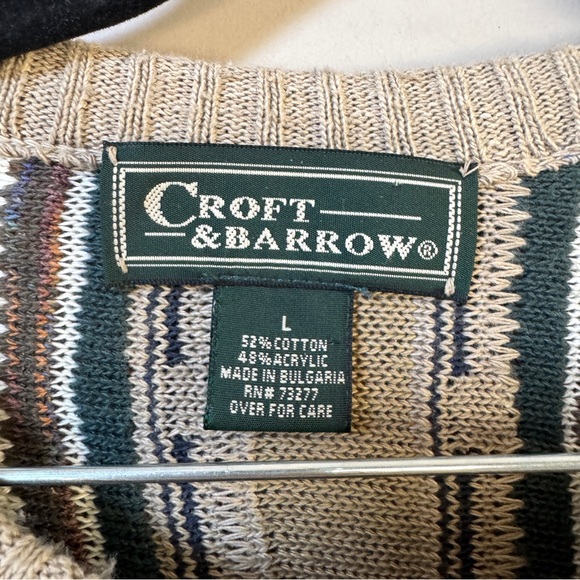 CROFT
&BARROW®
L
52% COTTON
48% ACRYLIC
MADE IN BULGARIA
RN# 73277
OVER FOR CARE